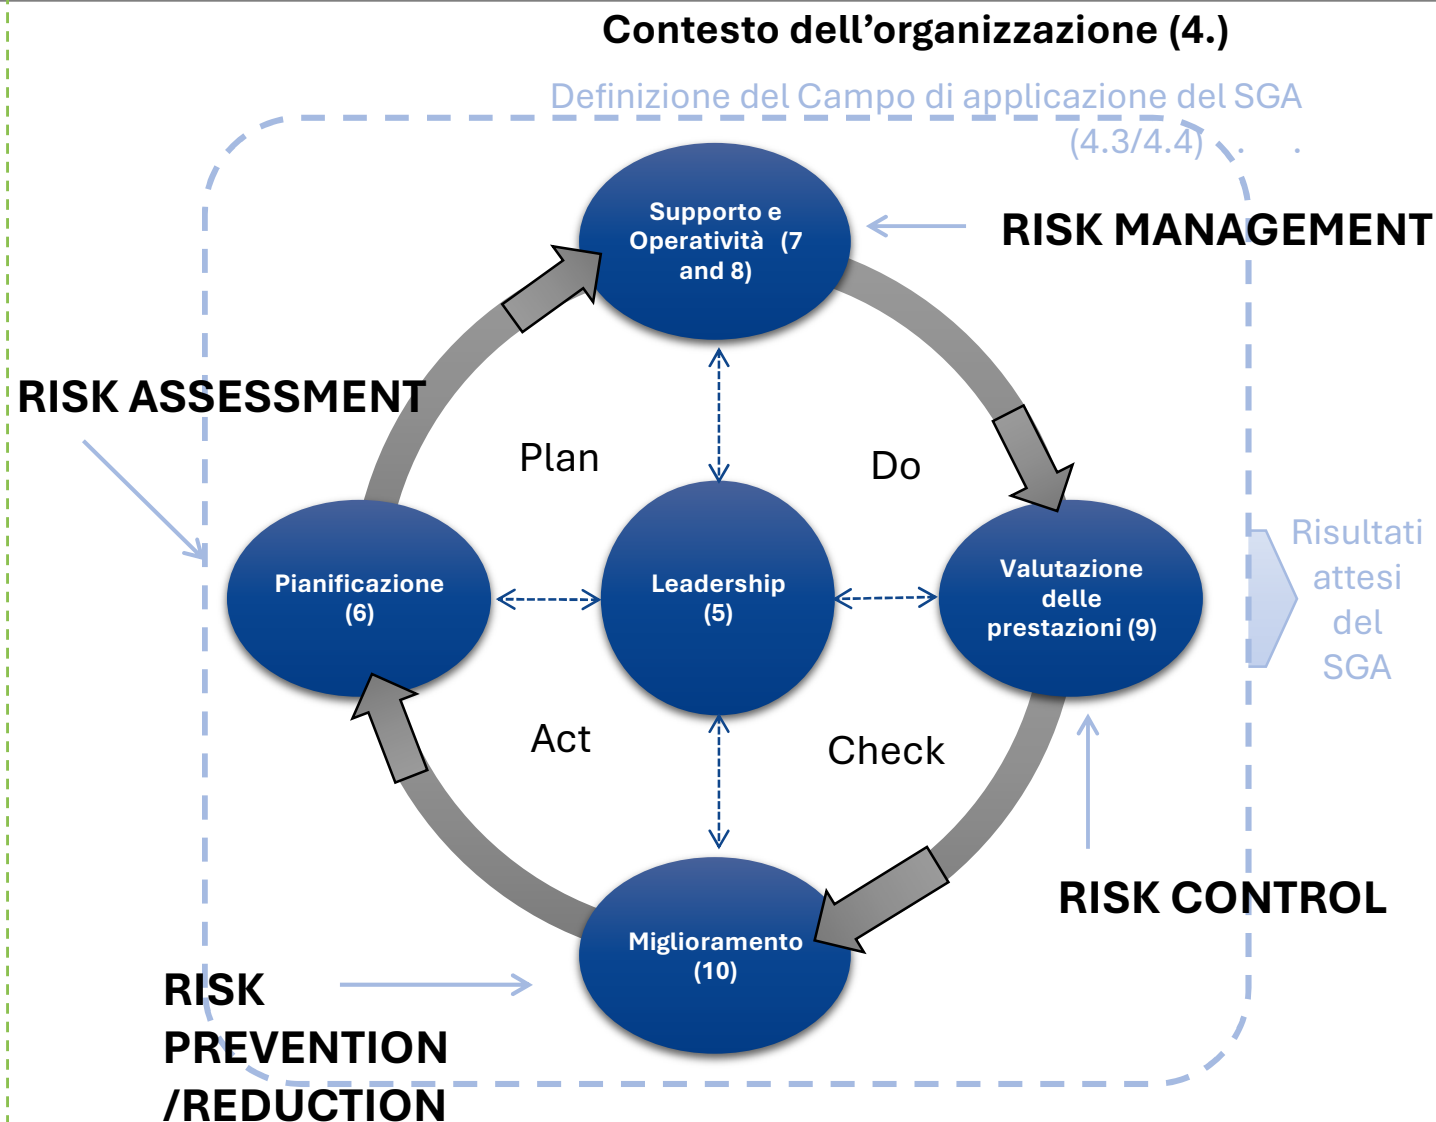 Contesto dell’organizzazione (4.)
Definizione del Campo di applicazione del SGA
(4.3/4.4) . .
Supporto e
Operatività (7
and 8)
RISK MANAGEMENT
RISK ASSESSMENT
Plan
Do
Pianificazione
(6)
Leadership
(5)
Valutazione
delle
prestazioni (9)
Risultati
attesi
del
SGA
Act
Check
RISK CONTROL
Miglioramento
(10)
RISK
PREVENTION
/REDUCTION